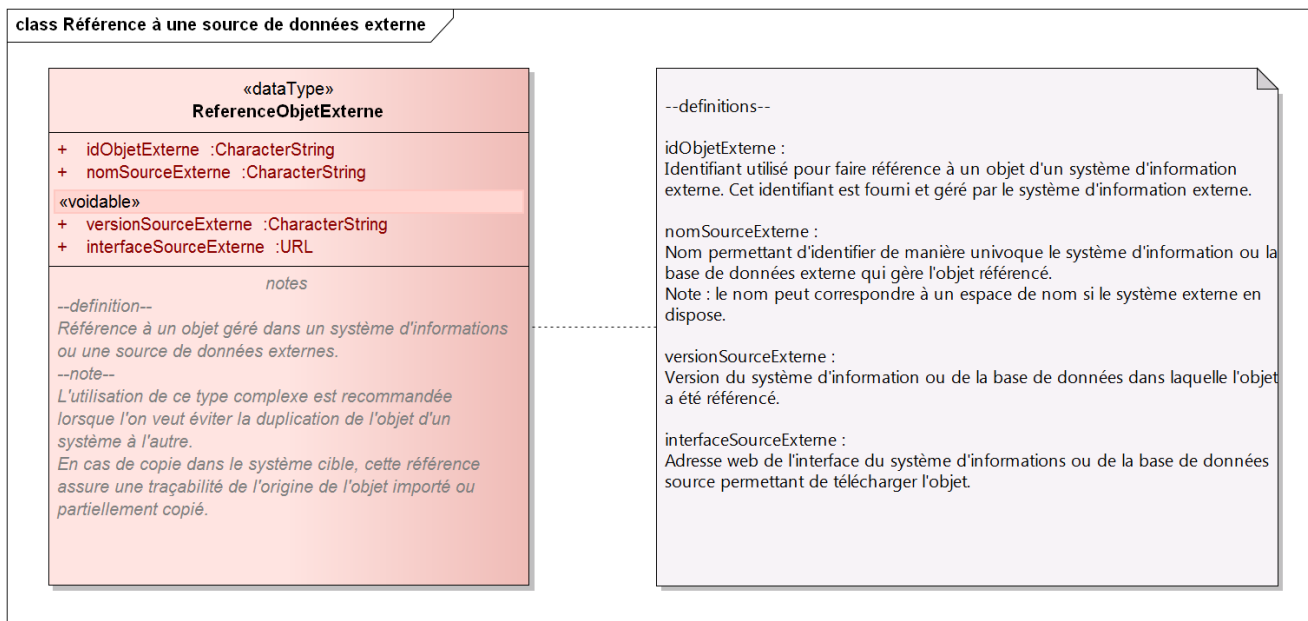 class Référence à une source de données externe
«dataType»
ReferenceObjetExterne
+ idObjetExterne :CharacterString
+ nomSourceExterne :CharacterString
«voidable»
+ versionSourceExterne :CharacterString
+ interfaceSourceExterne :URL
notes
--definition--
Référence à un objet géré dans un système d'informations
ou une source de données externes.
--note--
L'utilisation de ce type complexe est recommandée
lorsque l'on veut éviter la duplication de l'objet d'un
système à l'autre.
En cas de copie dans le système cible, cette référence
assure une traçabilité de l'origine de l'objet importé ou
partiellement copié.
--definitions--
idObjetExterne :
Identifiant utilisé pour faire référence à un objet d'un système d'information
externe. Cet identifiant est fourni et géré par le système d'information externe.
nomSourceExterne :
Nom permettant d'identifier de manière univoque le système d'information ou la
base de données externe qui gère l'objet référencé.
Note : le nom peut correspondre à un espace de nom si le système externe en
dispose.
versionSourceExterne :
Version du système d'information ou de la base de données dans laquelle l'objet
a été référencé.
interfaceSourceExterne :
Adresse web de l'interface du système d'informations ou de la base de données
source permettant de télécharger l'objet.